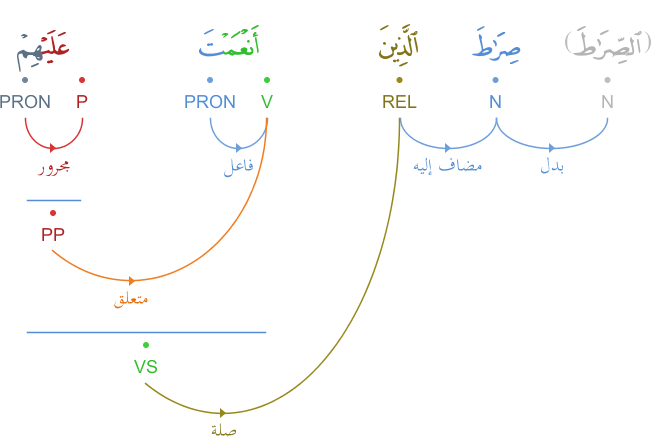 (ٱلصِّرَٰطَ) صِرَٰطَ ٱلَّذِينَ أَنْعَمْتَ عَلَيْهِمْ
N N REL V PRON P PRON
بدل مضاف إليه فاعل مجرور
PP
متعلق
VS
صلة